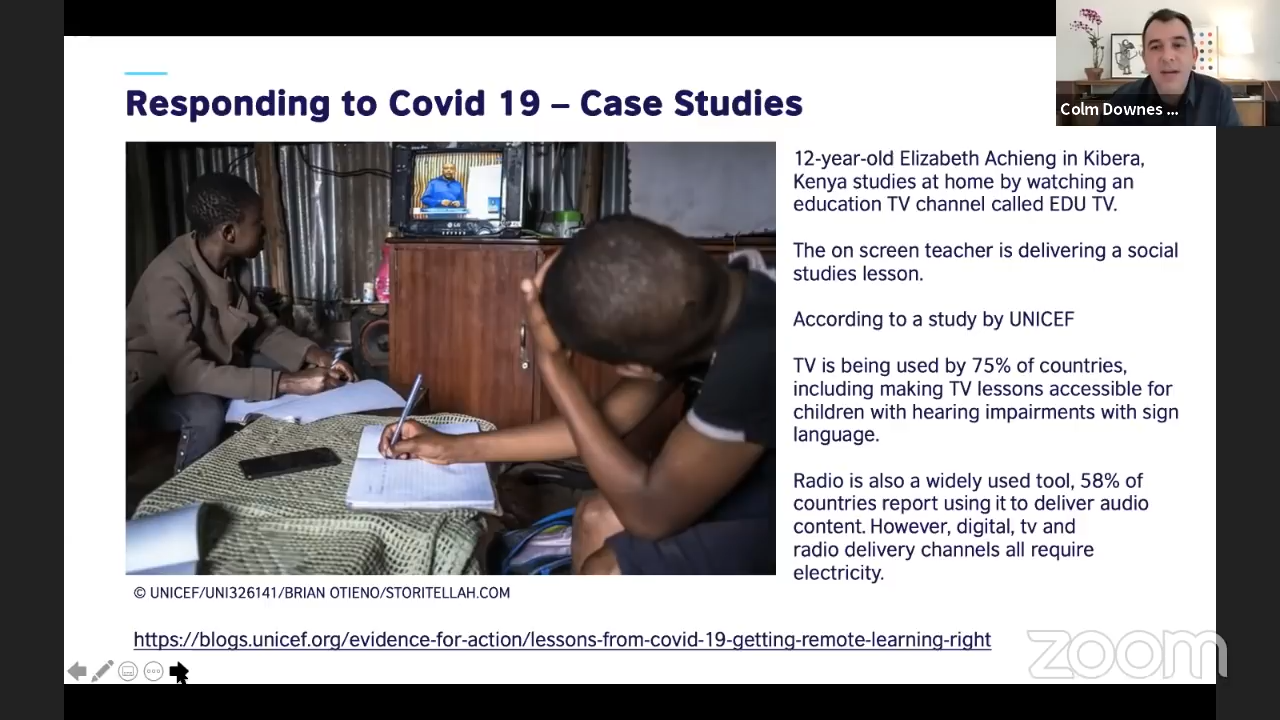 Responding to Covid 19 – Case Studies
Colm Downes ...
12-year-old Elizabeth Achieng in Kibera,
Kenya studies at home by watching an
education TV channel called EDU TV.
The on screen teacher is delivering a social
studies lesson.
According to a study by UNICEF
TV is being used by 75% of countries,
including making TV lessons accessible for
children with hearing impairments with sign
language.
Radio is also a widely used tool, 58% of
countries report using it to deliver audio
content. However, digital, tv and
radio delivery channels all require
electricity.
© UNICEF/UNI326141/BRIAN OTIENO/STORITELLAH.COM
https://blogs.unicef.org/evidence-for-action/lessons-from-covid-19-getting-remote-learning-right
zoom